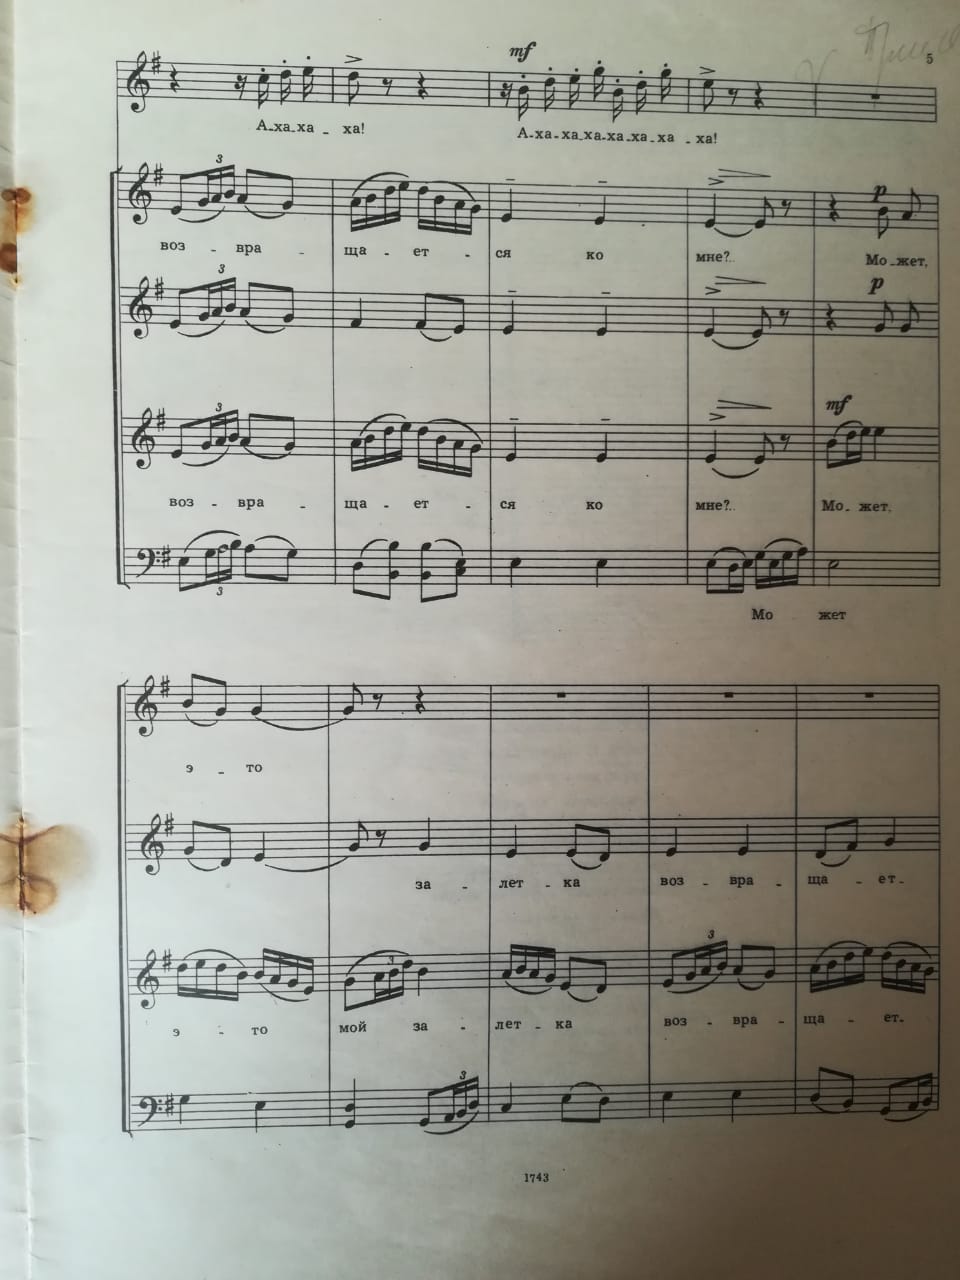 5
mf
А-ха-ха - ха!
А-ха-ха-ха-ха-ха-ха - ха!
3
p
воз - вра - ща - ет - ся ко мне?.. Мо-жет,
3
p
3
mf
воз - вра - ща - ет - ся ко мне?.. Мо- жет,
3
Мо жет
э - то
за - лет - ка воз - вра - ща - ет-
3 3
э - то мой за - лет - ка воз - вра - ща - ет-
3
1743